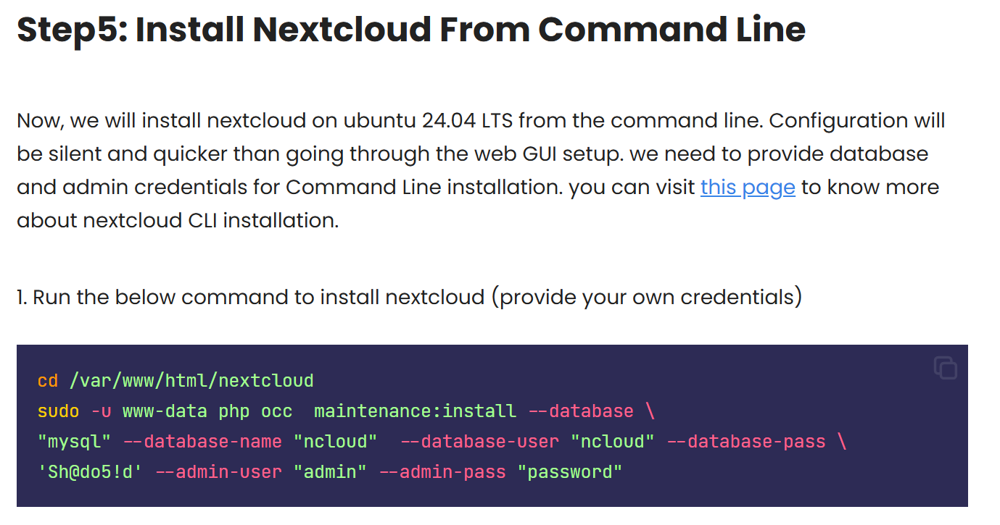 Step5: Install Nextcloud From Command Line
Now, we will install nextcloud on ubuntu 24.04 LTS from the command line. Configuration will
be silent and quicker than going through the web GUI setup. we need to provide database
and admin credentials for Command Line installation. you can visit this page to know more
about nextcloud CLI installation.
1. Run the below command to install nextcloud (provide your own credentials)
cd /var/www/html/nextcloud
sudo -u www-data php occ  maintenance:install --database \
"mysql" --database-name "ncloud"  --database-user "ncloud" --database-pass \
'Sh@do5!d' --admin-user "admin" --admin-pass "password"